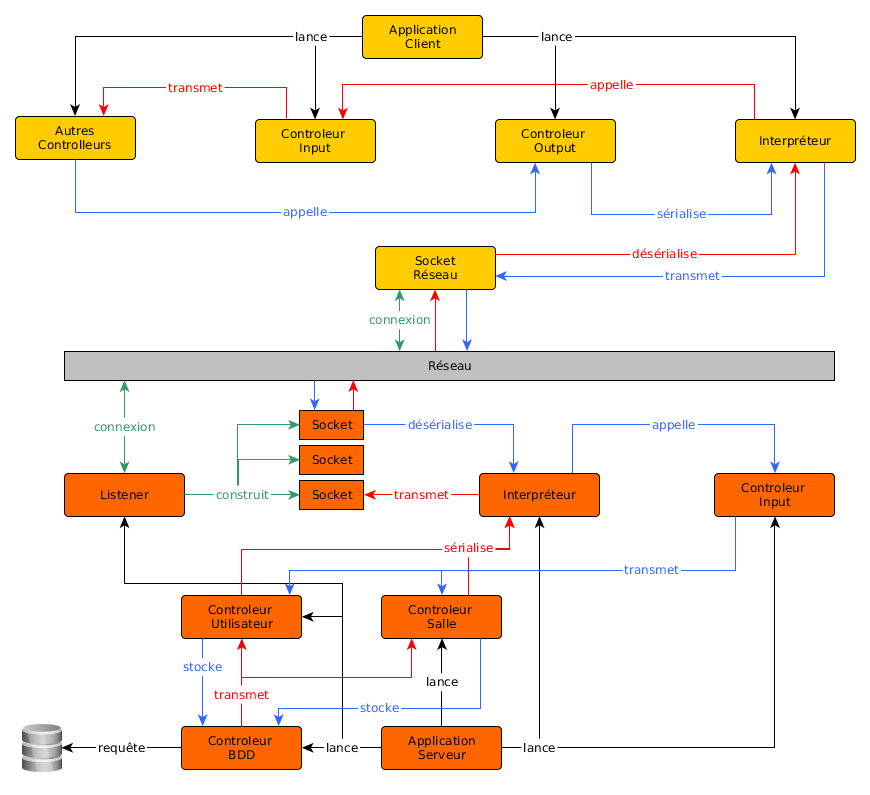 Application
Client
lance
lance
transmet
appelle
Autres
Controlleurs
Controleur
Input
Controleur
Output
Interpréteur
appelle
sérialise
désérialise
Socket
Réseau
transmet
connexion
Réseau
connexion
Socket
désérialise
appelle
Socket
Listener
construit
Socket
transmet
Interpréteur
Controleur
Input
sérialise
transmet
Controleur
Utilisateur
Controleur
Salle
stocke
lance
transmet
stocke
requête
Controleur
BDD
lance
Application
Serveur
lance